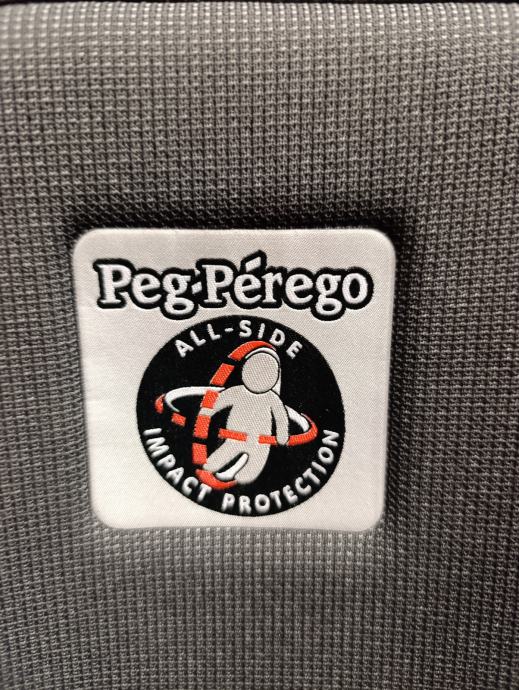 Peg-Pérego
ALL-SIDE
IMPACT PROTECTION